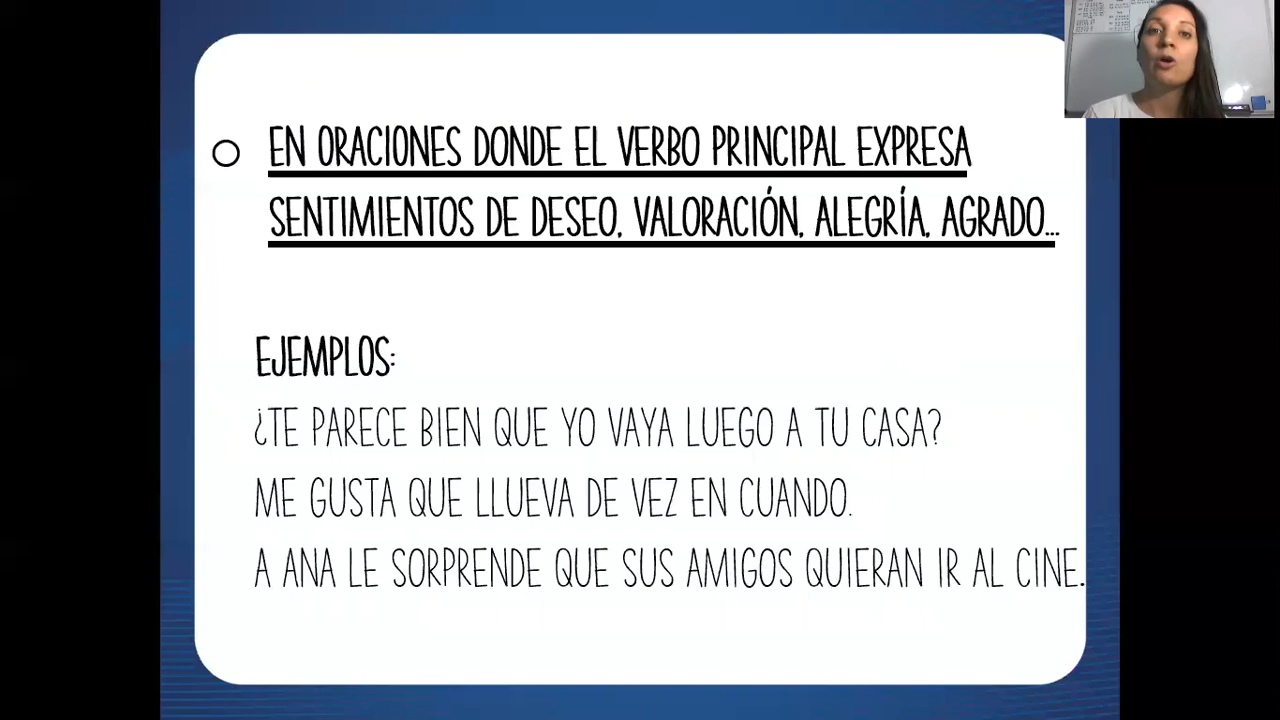 EN ORACIONES DONDE EL VERBO PRINCIPAL EXPRESA
SENTIMIENTOS DE DESEO, VALORACIÓN, ALEGRÍA, AGRADO...
EJEMPLOS:
¿TE PARECE BIEN QUE YO VAYA LUEGO A TU CASA?
ME GUSTA QUE LLUEVA DE VEZ EN CUANDO.
A ANA LE SORPRENDE QUE SUS AMIGOS QUIERAN IR AL CINE.